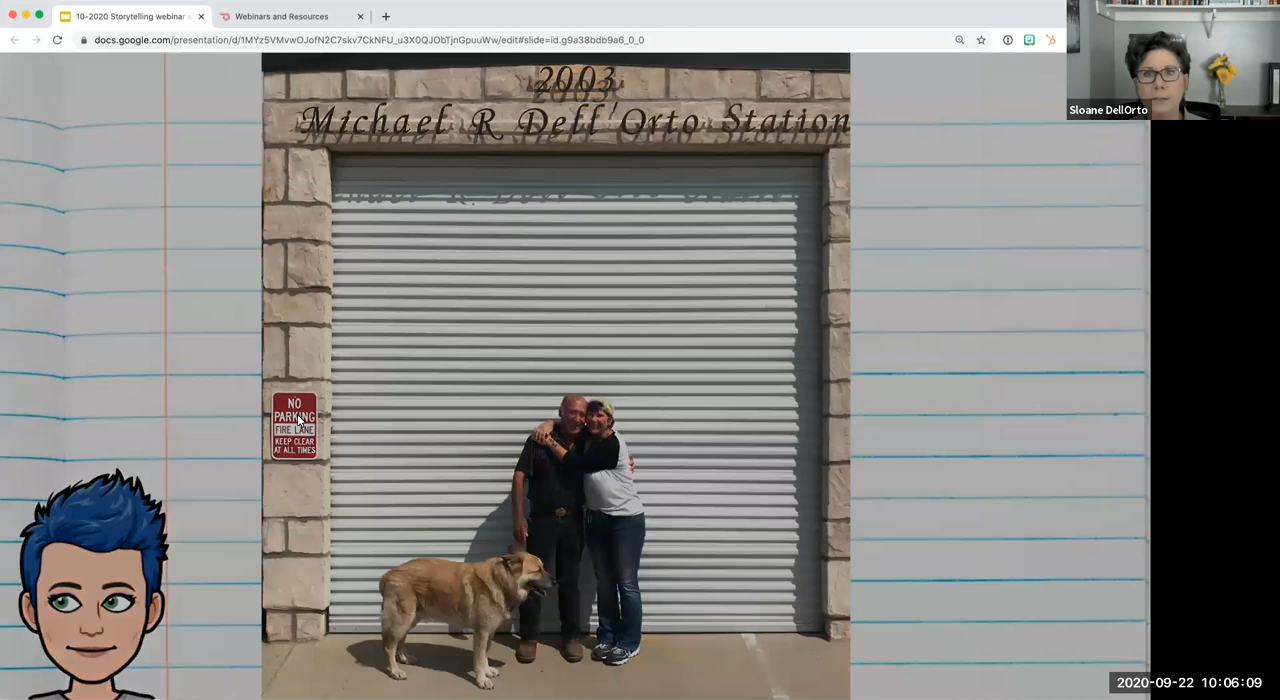 10-2020 Storytelling webinar
Webinars and Resources
docs.google.com/presentation/d/1MYz5VMvwOJofN2C7skv7CkNFU_u3X0QJObTjnGpuuWw/edit#slide=id.g9a38bdb9a6_0_0
Sloane DellOrto
2003
Michael R Dell'Orto Station
NO
PARKING
FIRE LANE
KEEP CLEAR
AT ALL TIMES
2020-09-22 10:06:09